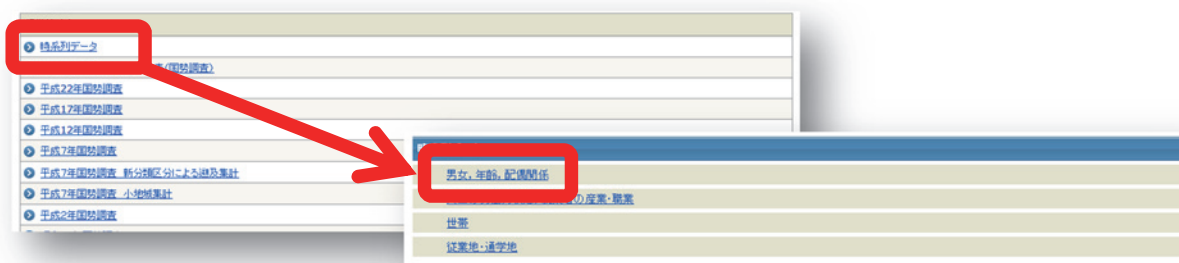 時系列データ
(国勢調査)
平成22年国勢調査
平成17年国勢調査
平成12年国勢調査
平成7年国勢調査
平成7年国勢調査 新分類区分による遡及集計
平成7年国勢調査 小地域集計
平成2年国勢調査
男女，年齢，配偶関係
の産業・職業
世帯
従業地・通学地